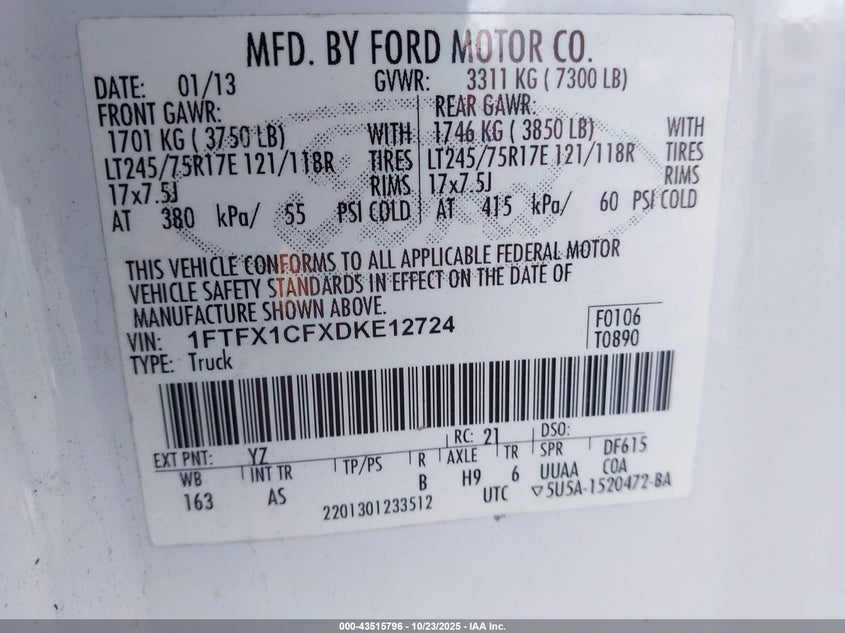 MFD. BY FORD MOTOR CO.
DATE: 01/13 GVWR: 3311 KG ( 7300 LB)
FRONT GAWR: REAR GAWR:
1701 KG ( 3750 LB) WITH 1746 KG ( 3850 LB) WITH
LT245/75R17E 121/118R TIRES LT245/75R17E 121/118R TIRES
17x7.5J RIMS 17x7.5J RIMS
AT 380 kPa/ 55 PSI COLD AT 415 kPa/ 60 PSI COLD
THIS VEHICLE CONFORMS TO ALL APPLICABLE FEDERAL MOTOR
VEHICLE SAFETY STANDARDS IN EFFECT ON THE DATE OF
MANUFACTURE SHOWN ABOVE.
VIN: 1FTFX1CFXDKE12724 F0106
TYPE: Truck T0890
EXT PNT: YZ RC: 21 DSO:
WB INT TR TP/PS R AXLE TR SPR DF615
163 AS B H9 6 UUAA COA
2201301233512 UTC ▽5U5A-1520472-BA
000-43515796 - 10/23/2025 - IAA Inc.